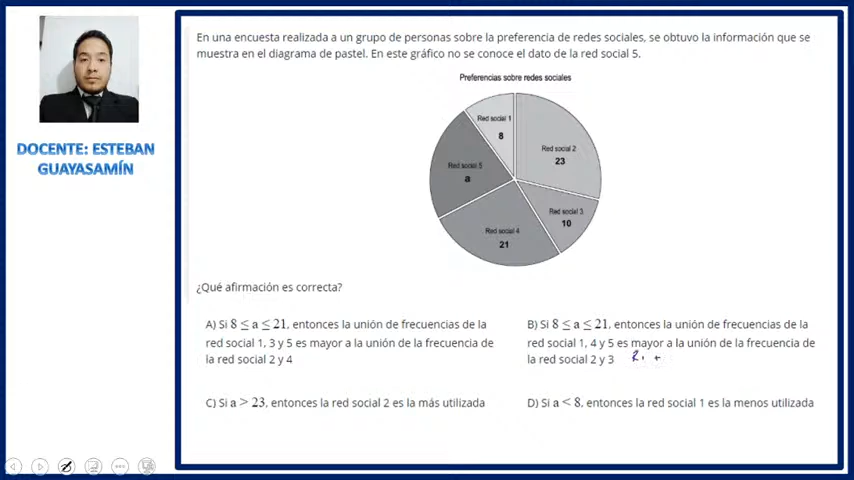 En una encuesta realizada a un grupo de personas sobre la preferencia de redes sociales, se obtuvo la información que se
muestra en el diagrama de pastel. En este gráfico no se conoce el dato de la red social 5.
DOCENTE: ESTEBAN
GUAYASAMÍN
Preferencias sobre redes sociales
Red social 1
8
Red social 2
23
Red social 5
a
Red social 3
10
Red social 4
21
¿Qué afirmación es correcta?
A) Si 8 ≤ a ≤ 21, entonces la unión de frecuencias de la
red social 1, 3 y 5 es mayor a la unión de la frecuencia de
la red social 2 y 4
B) Si 8 ≤ a ≤ 21, entonces la unión de frecuencias de la
red social 1, 4 y 5 es mayor a la unión de la frecuencia de
la red social 2 y 3
C) Si a > 23, entonces la red social 2 es la más utilizada
D) Si a < 8, entonces la red social 1 es la menos utilizada